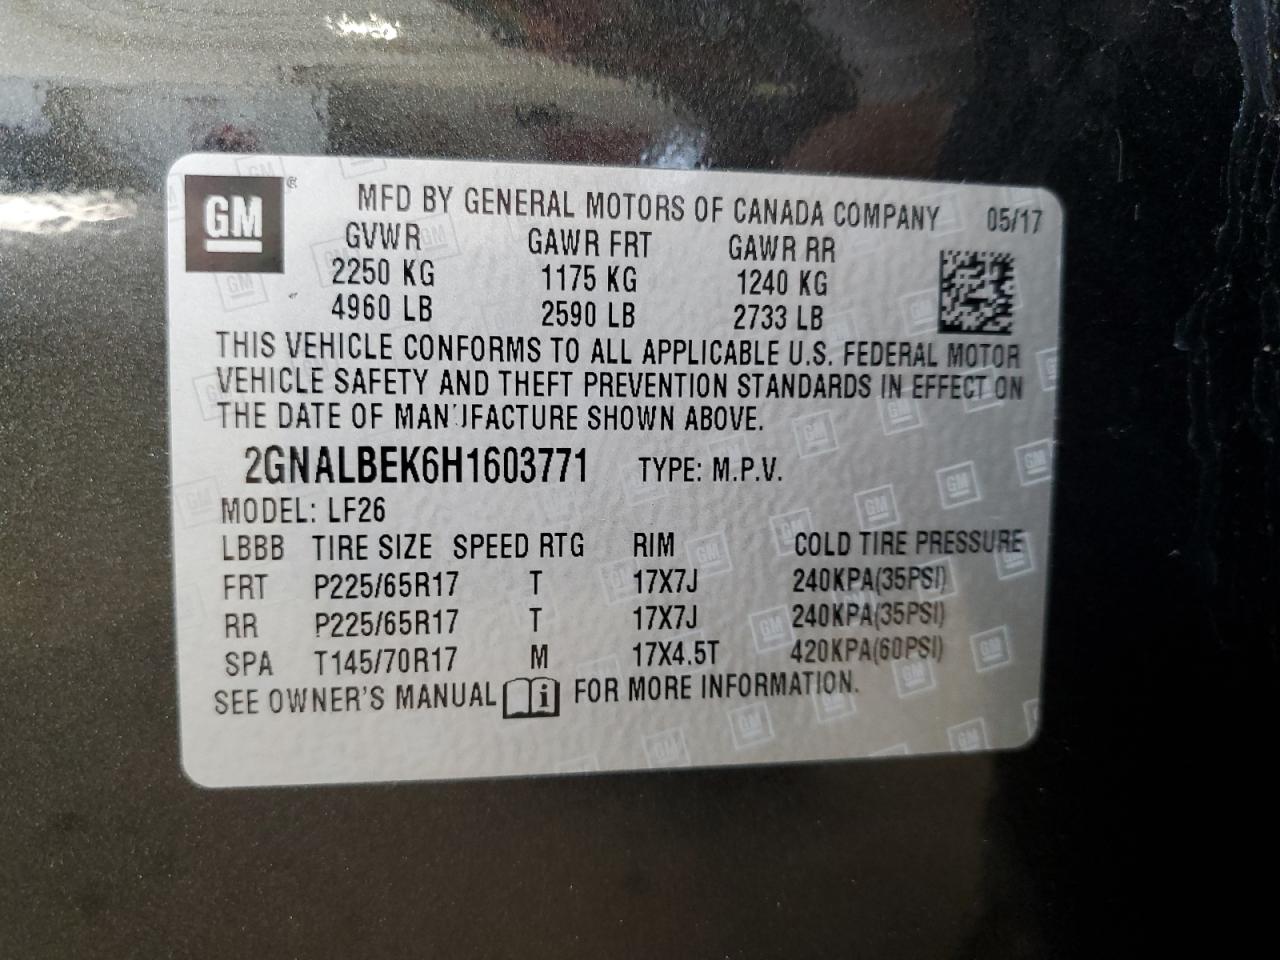 GM ® MFD BY GENERAL MOTORS OF CANADA COMPANY 05/17
GVWR GAWR FRT GAWR RR
2250 KG 1175 KG 1240 KG
4960 LB 2590 LB 2733 LB
THIS VEHICLE CONFORMS TO ALL APPLICABLE U.S. FEDERAL MOTOR
VEHICLE SAFETY AND THEFT PREVENTION STANDARDS IN EFFECT ON
THE DATE OF MANUFACTURE SHOWN ABOVE.
2GNALBEK6H1603771 TYPE: M.P.V.
MODEL: LF26
LBBB TIRE SIZE SPEED RTG RIM COLD TIRE PRESSURE
FRT P225/65R17 T 17X7J 240KPA(35PSI)
RR P225/65R17 T 17X7J 240KPA(35PSI)
SPA T145/70R17 M 17X4.5T 420KPA(60PSI)
SEE OWNER'S MANUAL i FOR MORE INFORMATION.